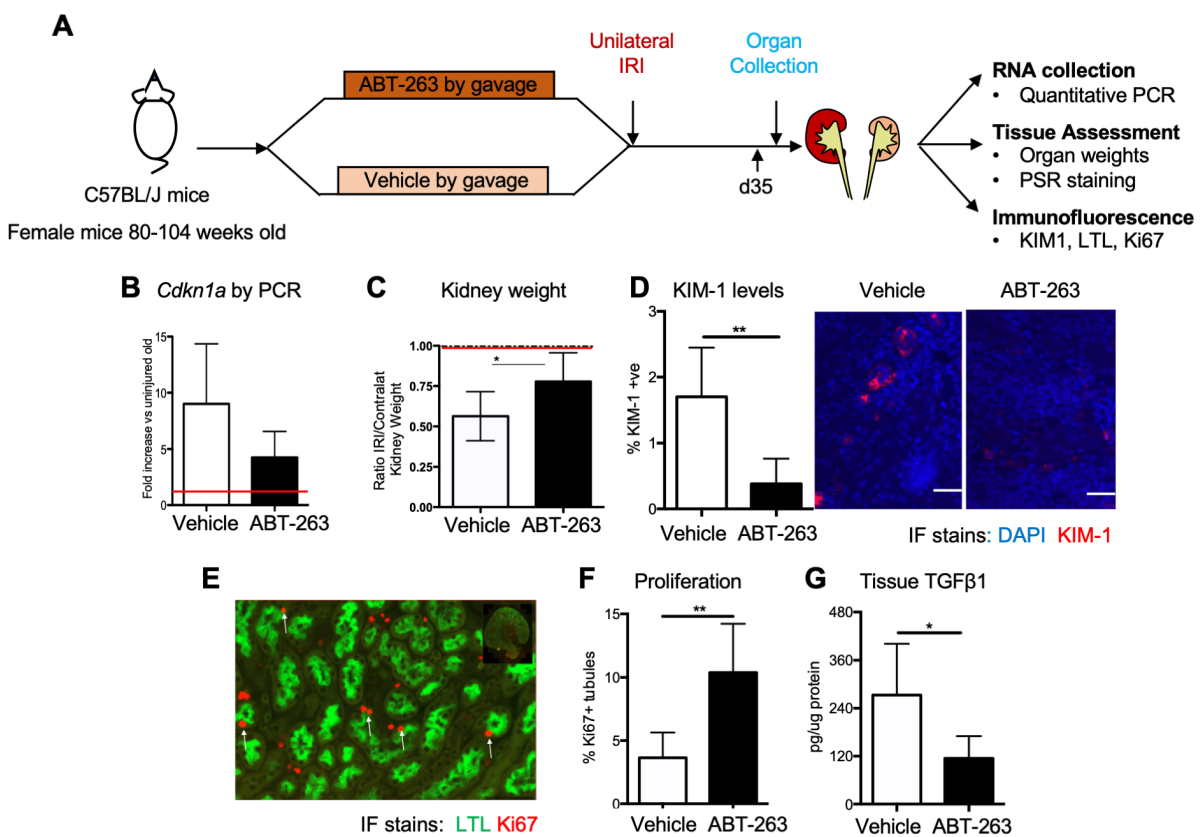 A
Unilateral
IRI
Organ
Collection
ABT-263 by gavage
Vehicle by gavage
d35
C57BL/J mice
Female mice 80-104 weeks old
RNA collection
• Quantitative PCR
Tissue Assessment
• Organ weights
• PSR staining
Immunofluorescence
• KIM1, LTL, Ki67
B Cdkn1a by PCR
Fold increase vs uninjured old
15
10
5
0
Vehicle ABT-263
C Kidney weight
Ratio IRI/Contralat
Kidney Weight
1.00
0.75
0.50
0.25
0.00
*
Vehicle ABT-263
D KIM-1 levels
% KIM-1 +ve
3
2
1
0
**
Vehicle ABT-263
Vehicle ABT-263
IF stains: DAPI KIM-1
E
IF stains: LTL Ki67
F Proliferation
% Ki67+ tubules
15
10
5
0
**
Vehicle ABT-263
G Tissue TGFβ1
pg/ug protein
480
360
240
120
0
*
Vehicle ABT-263